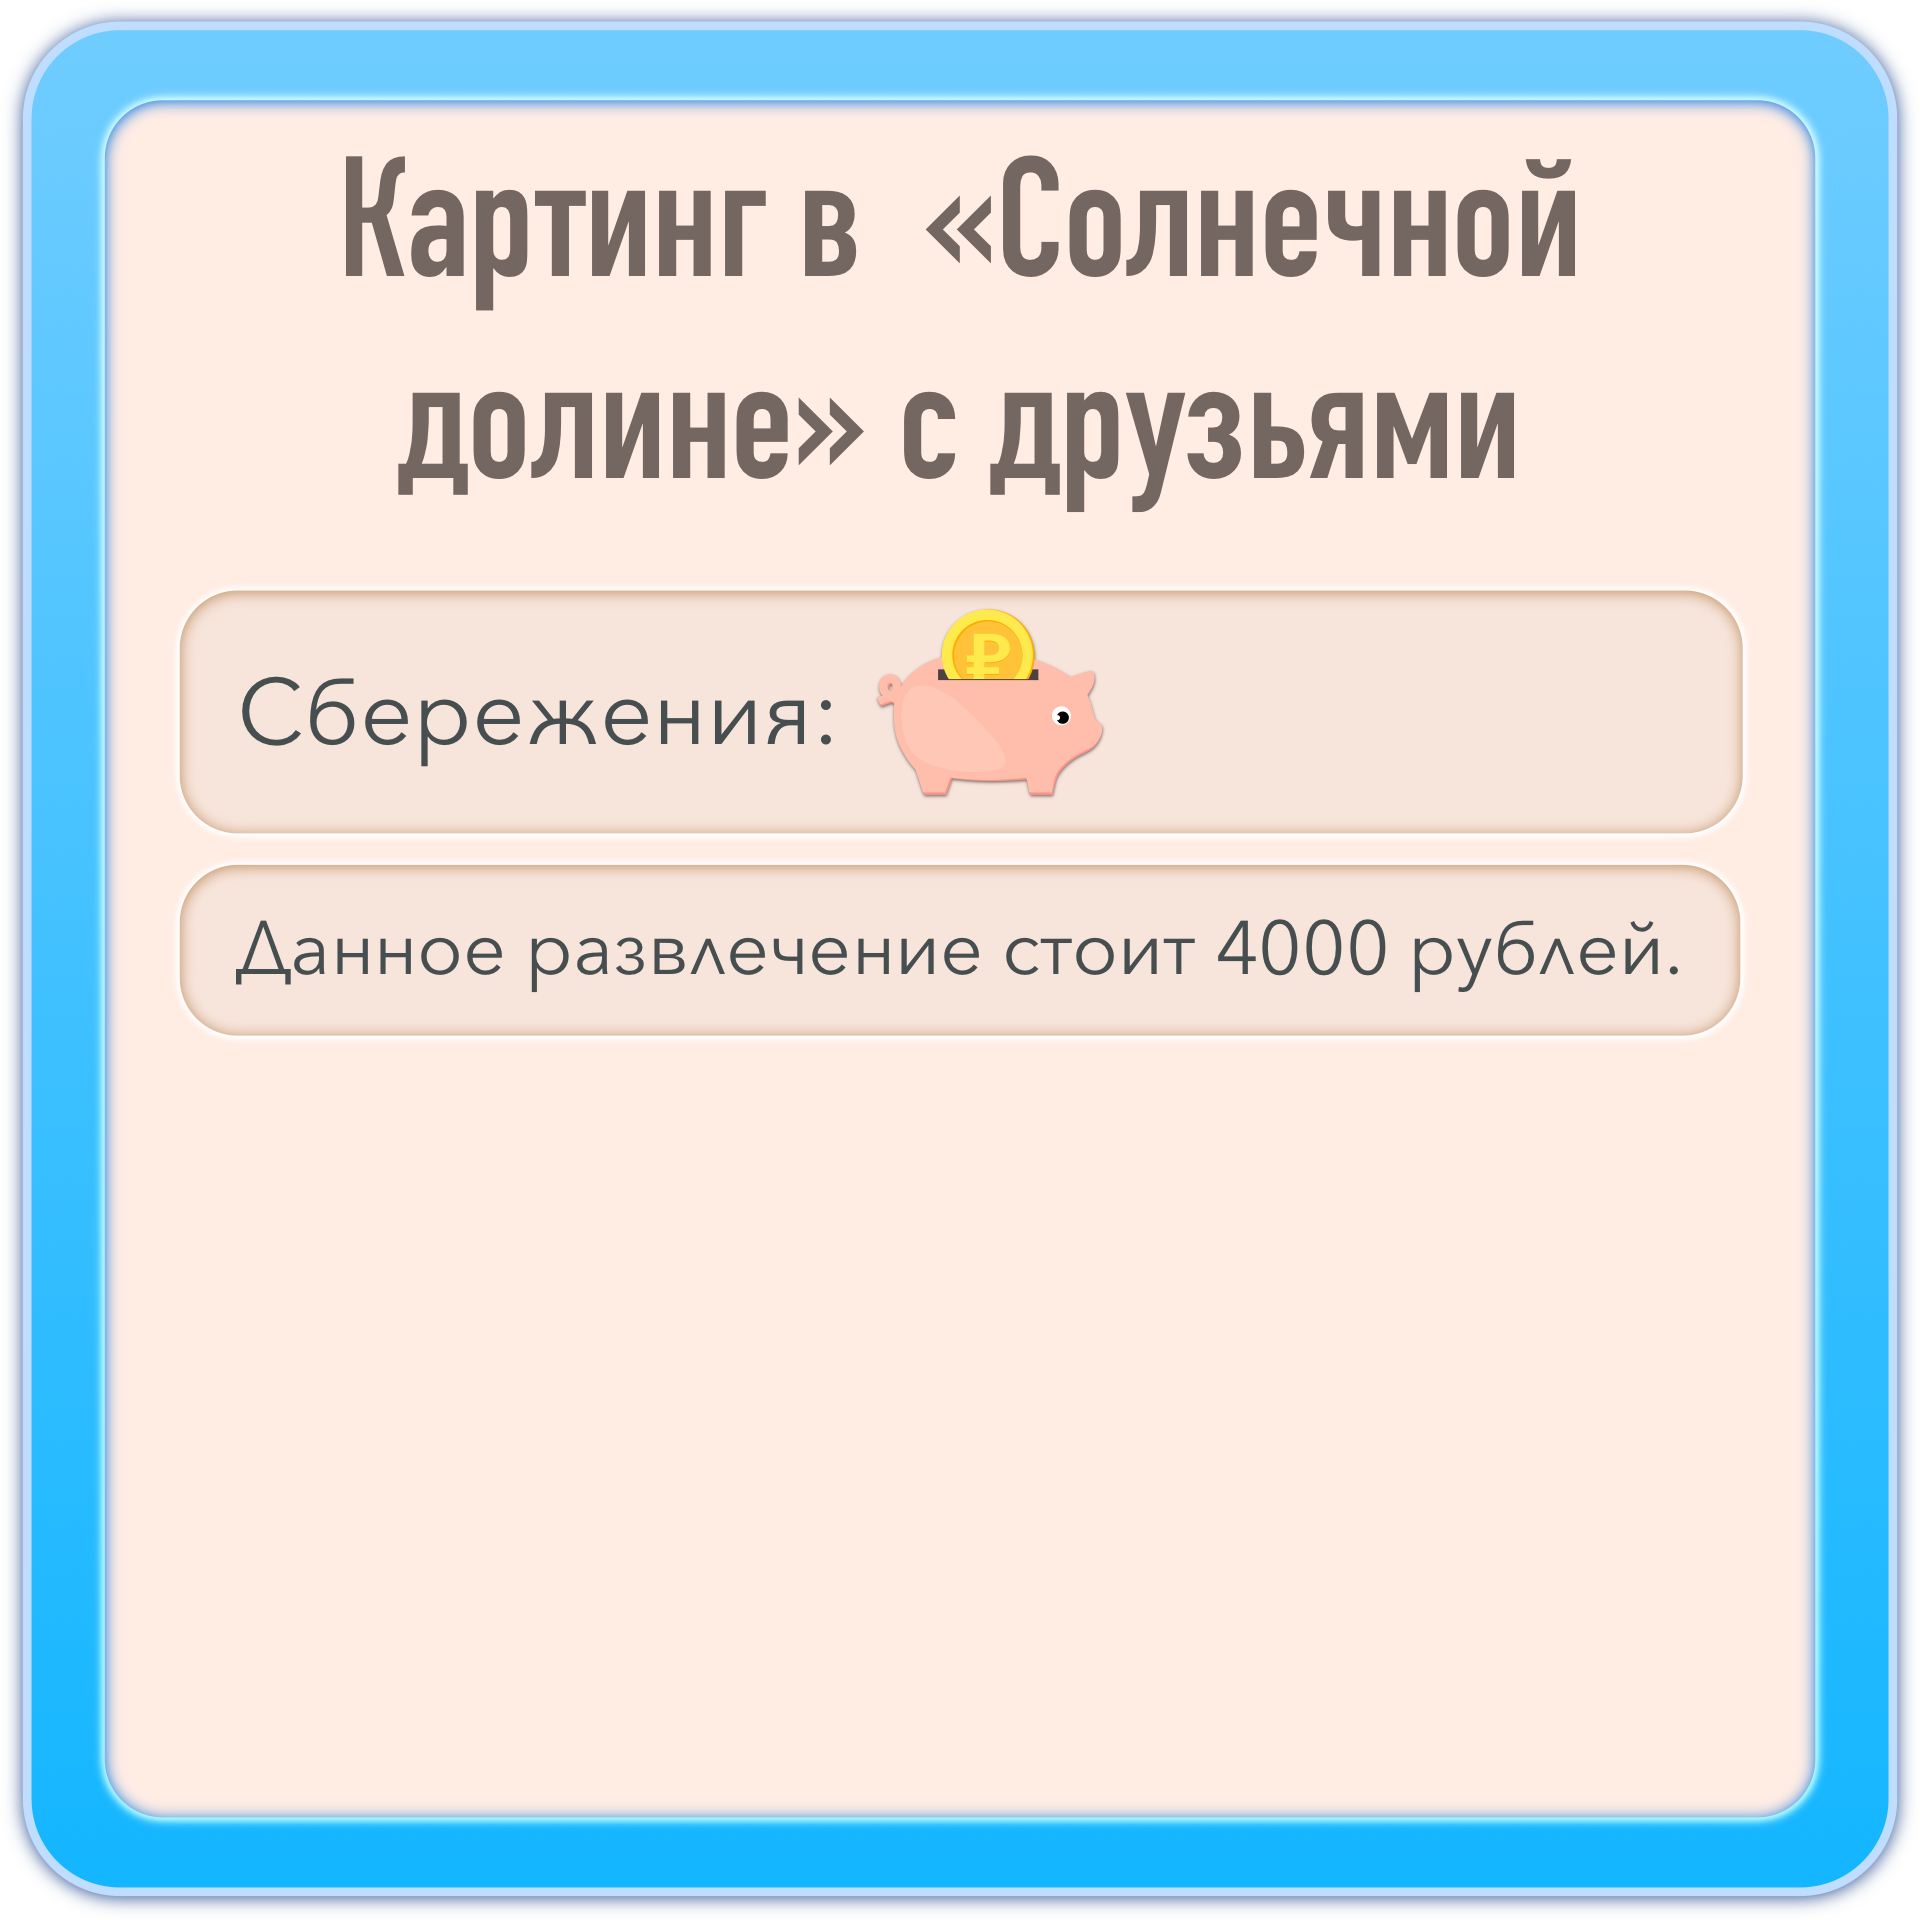 Картинг в «Солнечной
долине» с друзьями
Сбережения:
₽
Данное развлечение стоит 4000 рублей.